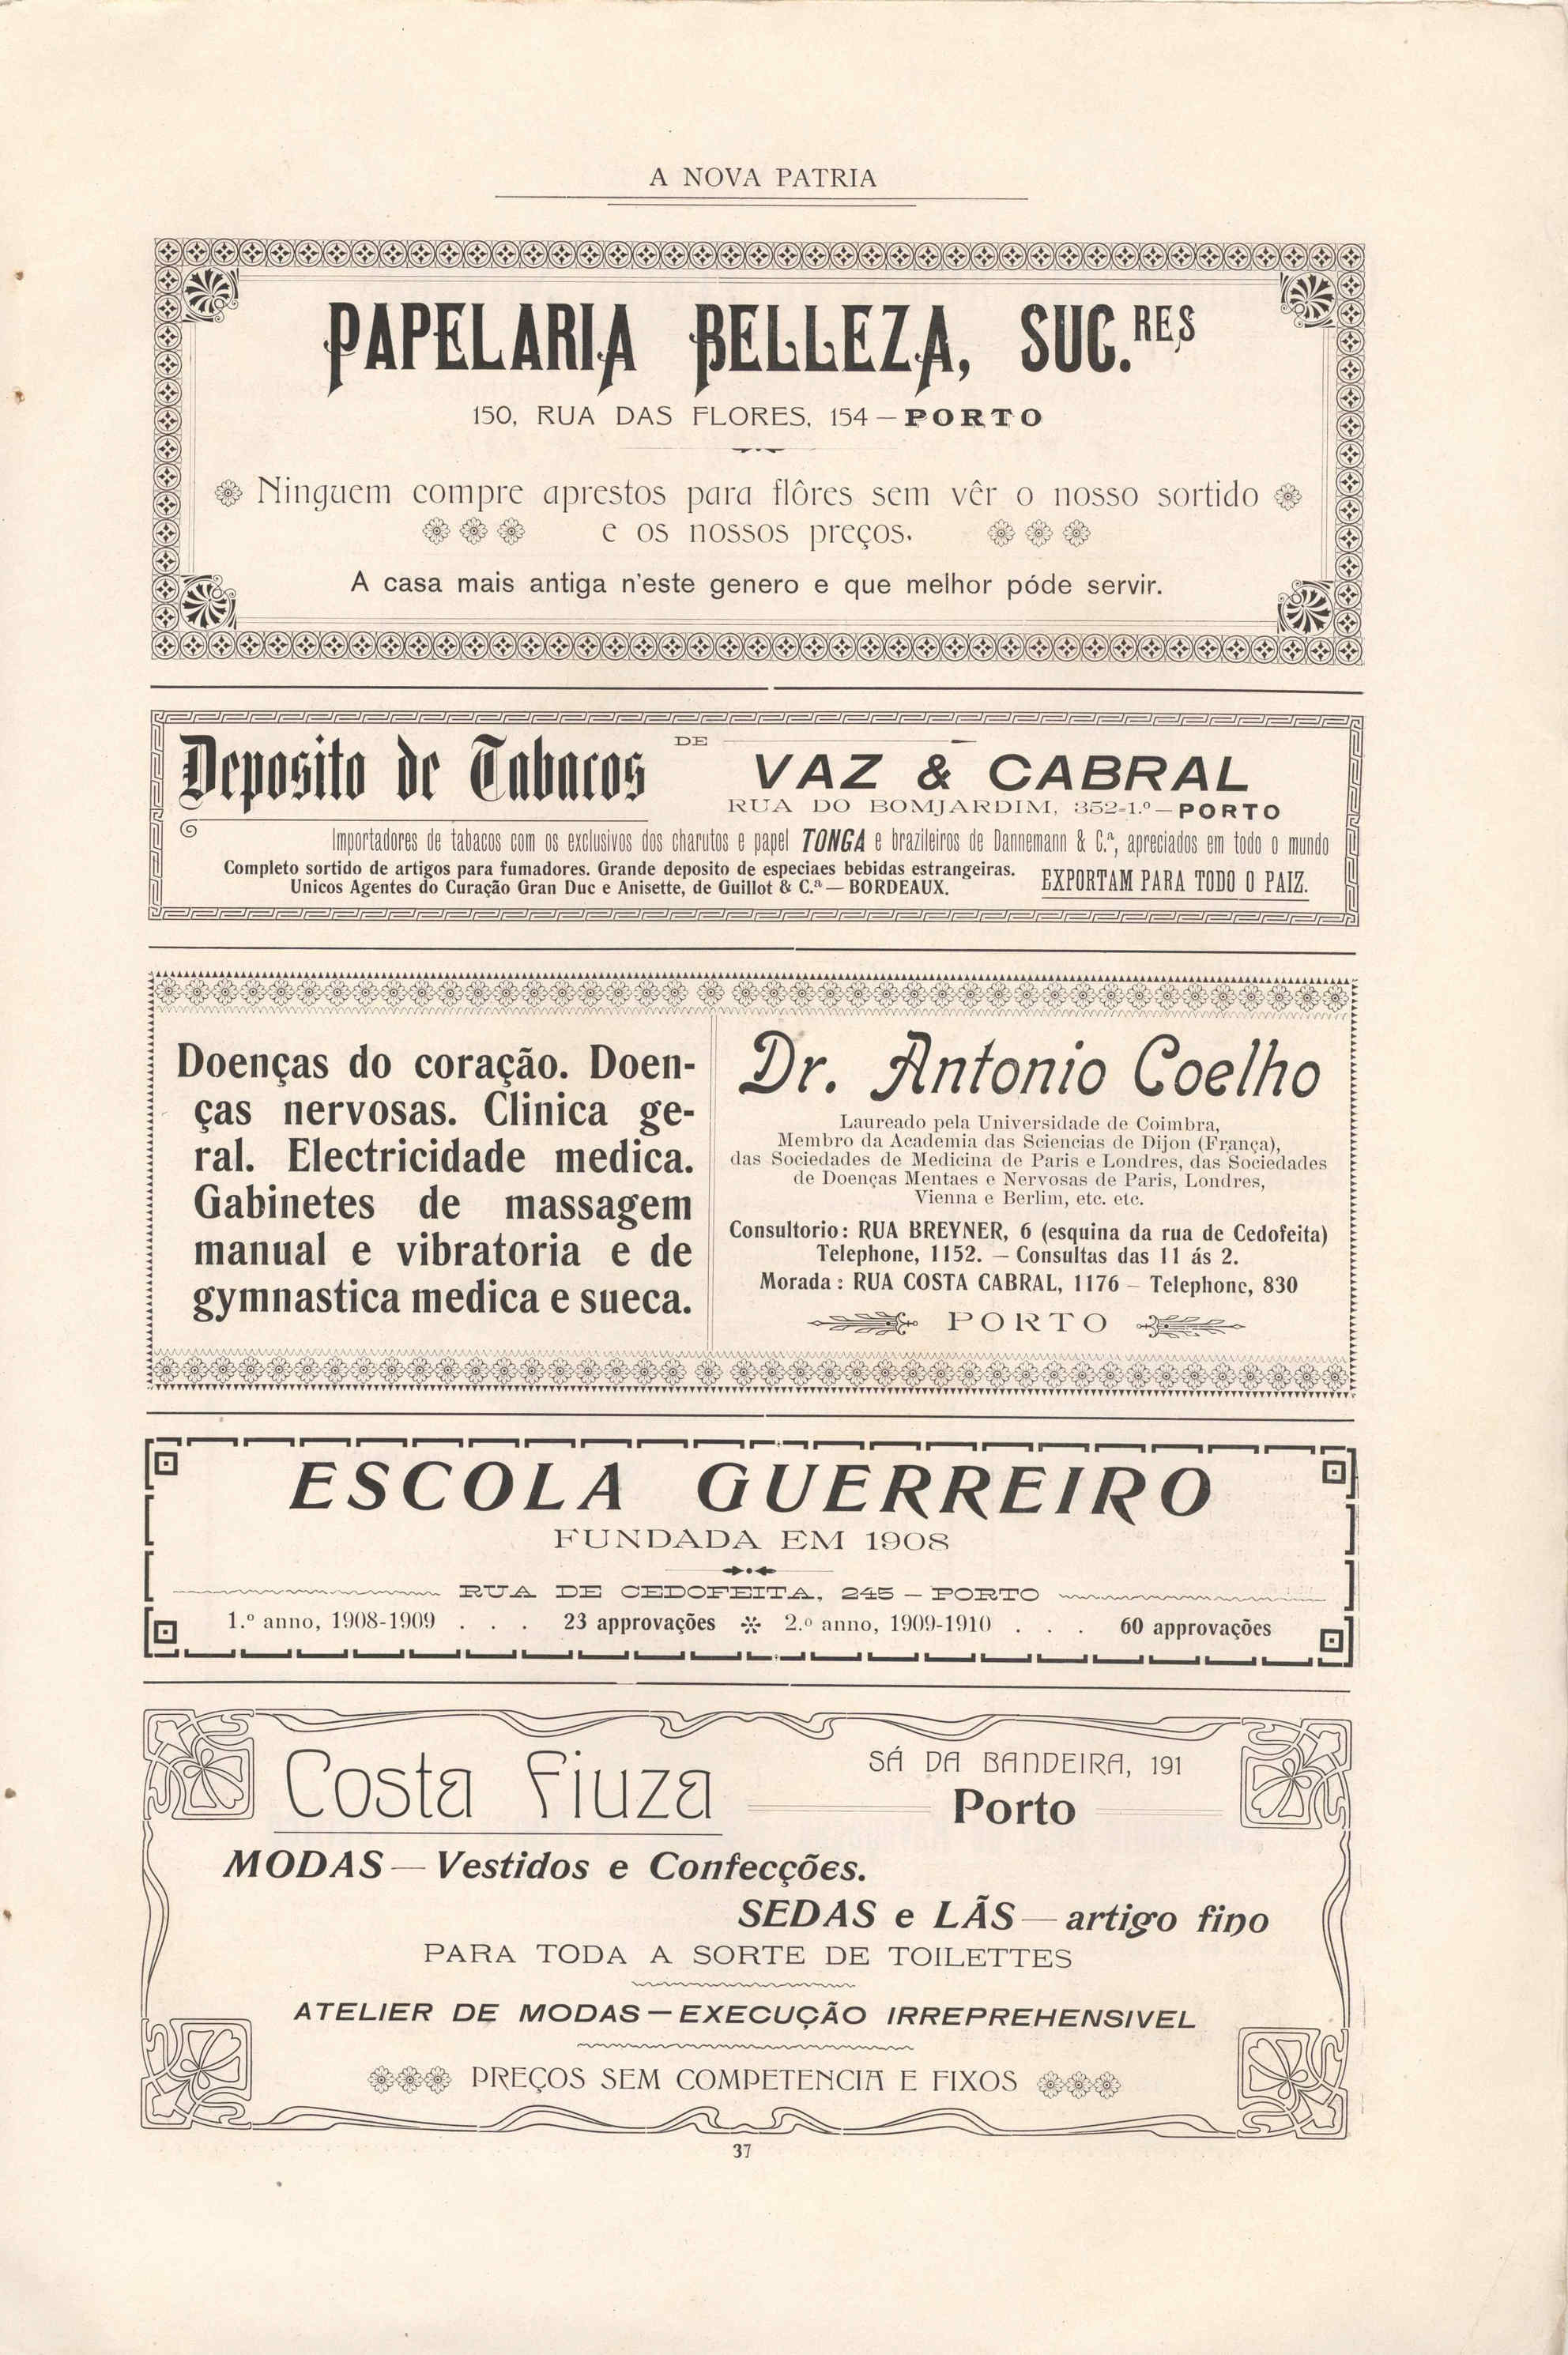 A NOVA PATRIA
PAPELARIA BELLEZA, SUC.RES
150, RUA DAS FLORES, 154 — PORTO
Ninguem compre aprestos para flôres sem vêr o nosso sortido
e os nossos preços.
A casa mais antiga n'este genero e que melhor póde servir.
Deposito de Tabacos DE VAZ & CABRAL
RUA DO BOMJARDIM, 352-1.º — PORTO
Importadores de tabacos com os exclusivos dos charutos e papel TONGA e brazileiros de Dannemann & C.ª, apreciados em todo o mundo
Completo sortido de artigos para fumadores. Grande deposito de especiaes bebidas estrangeiras.
Unicos Agentes do Curação Gran Duc e Anisette, de Guillot & C.ª — BORDEAUX.
EXPORTAM PARA TODO O PAIZ.
Doenças do coração. Doen-
ças nervosas. Clinica ge-
ral. Electricidade medica.
Gabinetes de massagem
manual e vibratoria e de
gymnastica medica e sueca.
Dr. Antonio Coelho
Laureado pela Universidade de Coimbra,
Membro da Academia das Sciencias de Dijon (França),
das Sociedades de Medicina de Paris e Londres, das Sociedades
de Doenças Mentaes e Nervosas de Paris, Londres,
Vienna e Berlim, etc. etc.
Consultorio: RUA BREYNER, 6 (esquina da rua de Cedofeita)
Telephone, 1152. — Consultas das 11 ás 2.
Morada: RUA COSTA CABRAL, 1176 — Telephone, 830
PORTO
ESCOLA GUERREIRO
FUNDADA EM 1908
RUA DE CEDOFEITA, 245 — PORTO
1.º anno, 1908-1909 . . . 23 approvações 2.º anno, 1909-1910 . . . 60 approvações
Costa Fiuza
SÁ DA BANDEIRA, 191
Porto
MODAS — Vestidos e Confecções.
SEDAS e LÃS — artigo fino
PARA TODA A SORTE DE TOILETTES
ATELIER DE MODAS — EXECUÇÃO IRREPREHENSIVEL
PREÇOS SEM COMPETENCIA E FIXOS
37